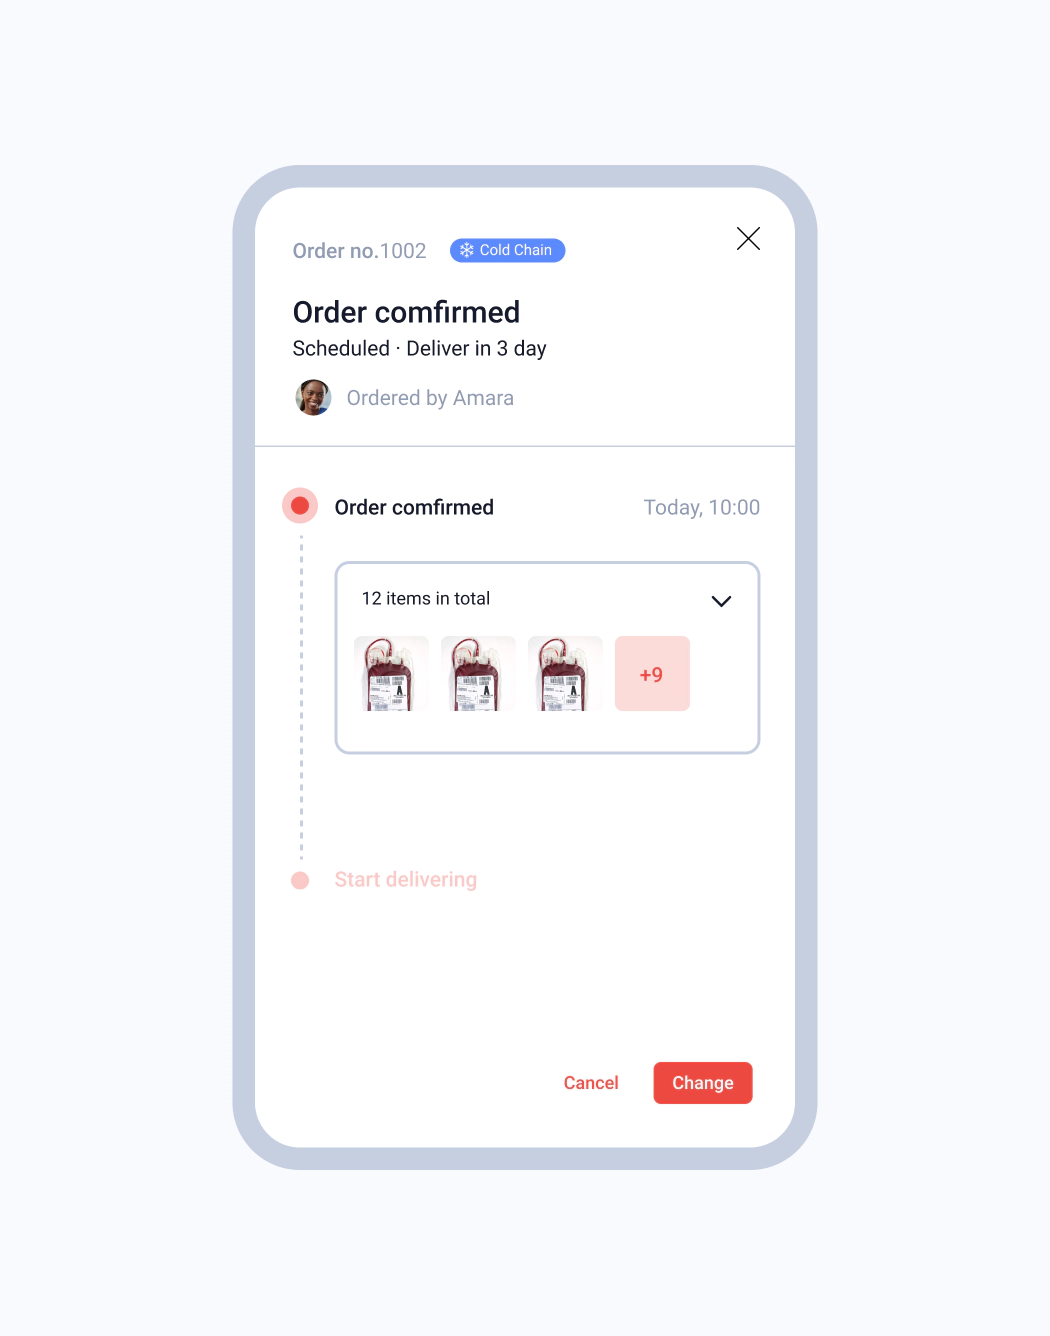 Order no.1002
Cold Chain
Order comfirmed
Scheduled · Deliver in 3 day
Ordered by Amara
Order comfirmed
Today, 10:00
12 items in total
A
A
A
+9
Start delivering
Cancel
Change